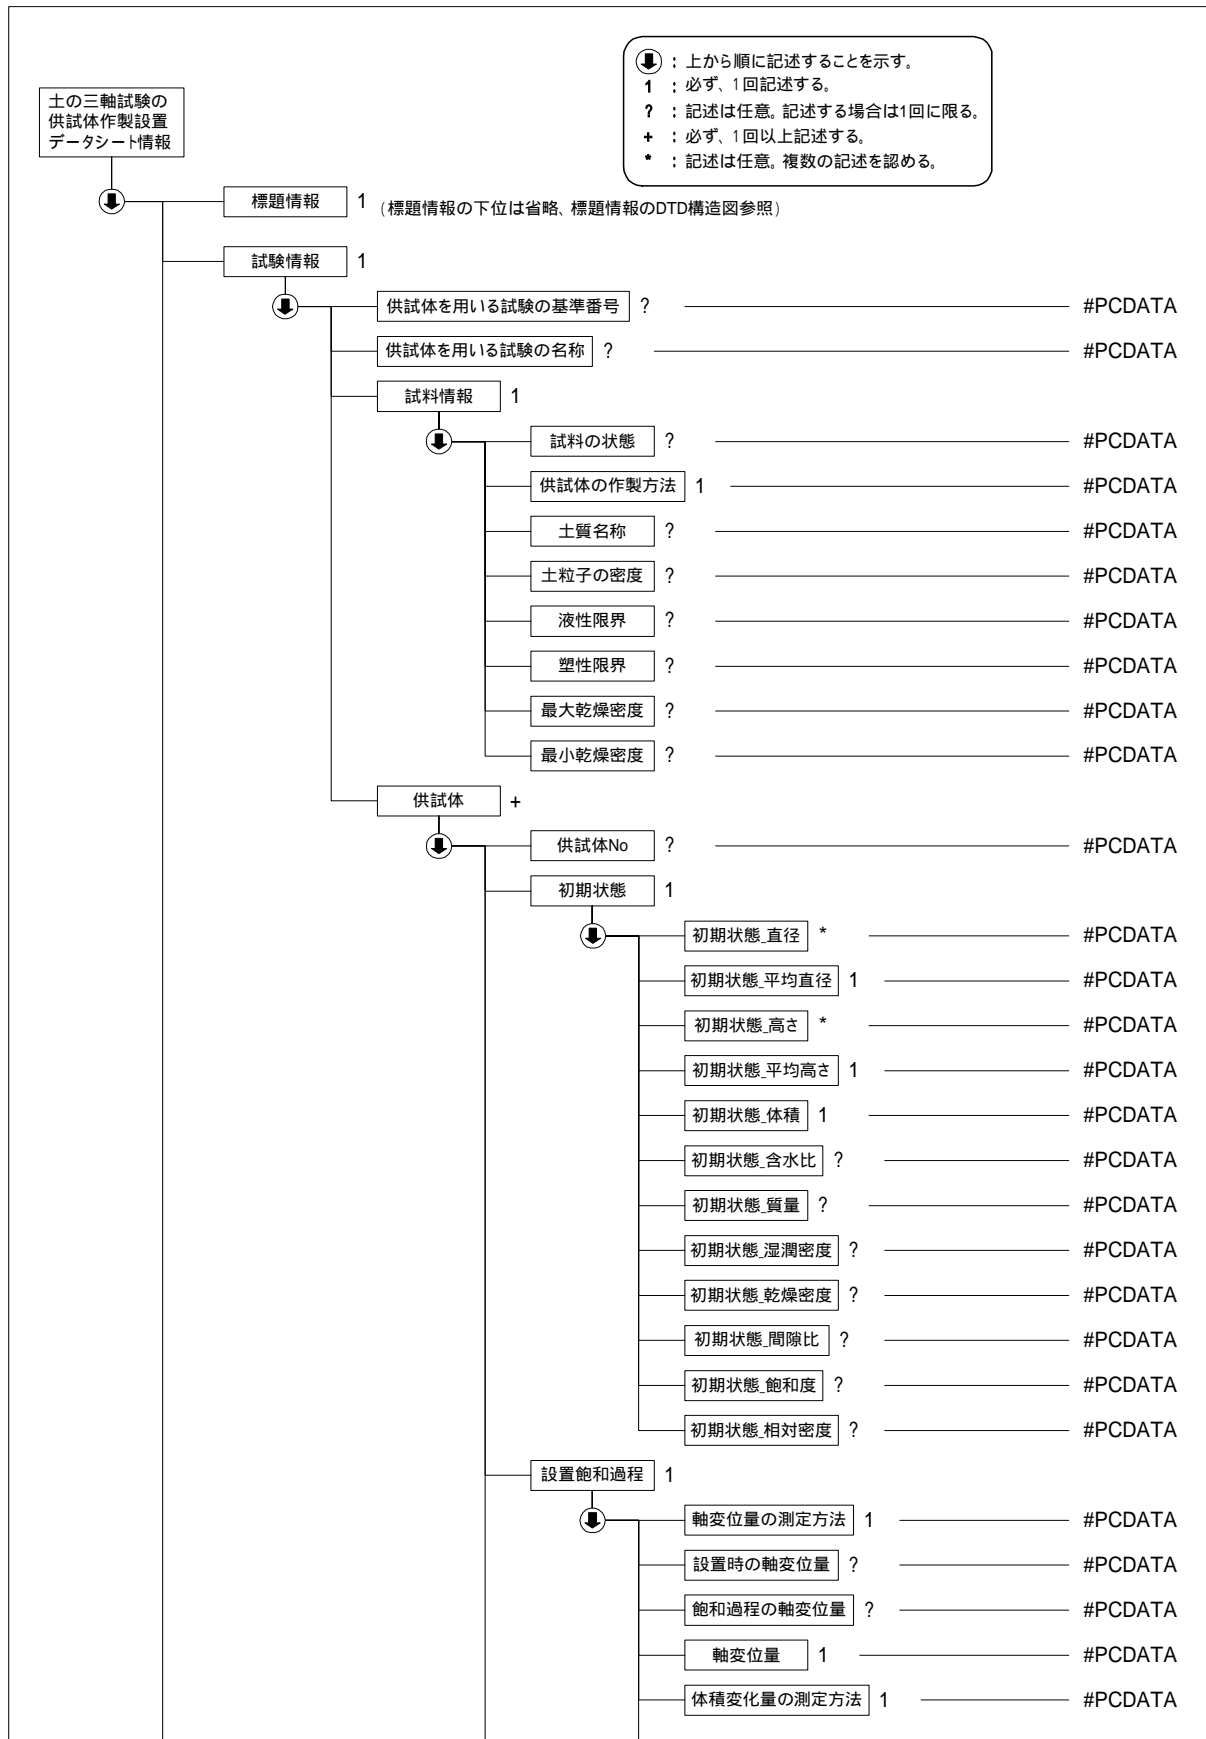 ：上から順に記述することを示す。
1 ：必ず、1回記述する。
? ：記述は任意。記述する場合は1回に限る。
+ ：必ず、1回以上記述する。
* ：記述は任意。複数の記述を認める。
土の三軸試験の
供試体作製設置
データシート情報
標題情報 1 (標題情報の下位は省略、標題情報のDTD構造図参照)
試験情報 1
供試体を用いる試験の基準番号 ? #PCDATA
供試体を用いる試験の名称 ? #PCDATA
試料情報 1
試料の状態 ? #PCDATA
供試体の作製方法 1 #PCDATA
土質名称 ? #PCDATA
土粒子の密度 ? #PCDATA
液性限界 ? #PCDATA
塑性限界 ? #PCDATA
最大乾燥密度 ? #PCDATA
最小乾燥密度 ? #PCDATA
供試体 +
供試体No ? #PCDATA
初期状態 1
初期状態_直径 * #PCDATA
初期状態_平均直径 1 #PCDATA
初期状態_高さ * #PCDATA
初期状態_平均高さ 1 #PCDATA
初期状態_体積 1 #PCDATA
初期状態_含水比 ? #PCDATA
初期状態_質量 ? #PCDATA
初期状態_湿潤密度 ? #PCDATA
初期状態_乾燥密度 ? #PCDATA
初期状態_間隙比 ? #PCDATA
初期状態_飽和度 ? #PCDATA
初期状態_相対密度 ? #PCDATA
設置飽和過程 1
軸変位量の測定方法 1 #PCDATA
設置時の軸変位量 ? #PCDATA
飽和過程の軸変位量 ? #PCDATA
軸変位量 1 #PCDATA
体積変化量の測定方法 1 #PCDATA